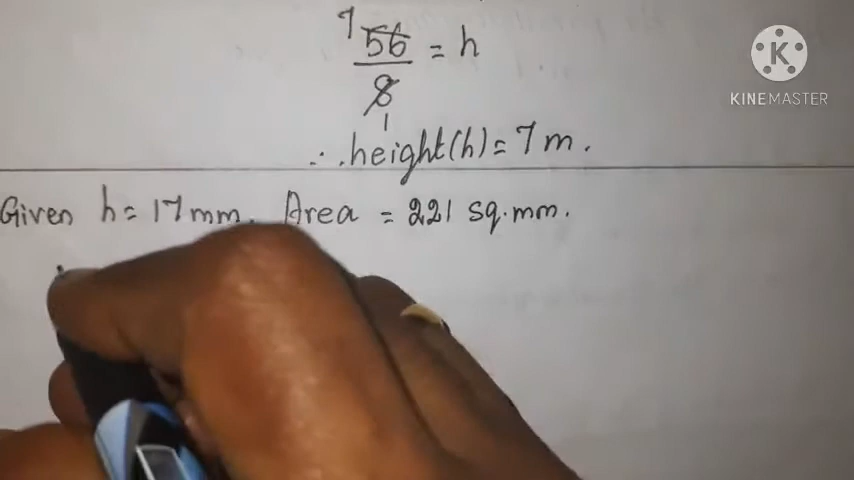 7
56 = h
8
1
∴ height(h) = 7 m.
Given h = 17 mm. Area = 221 sq.mm.
K
KINEMASTER